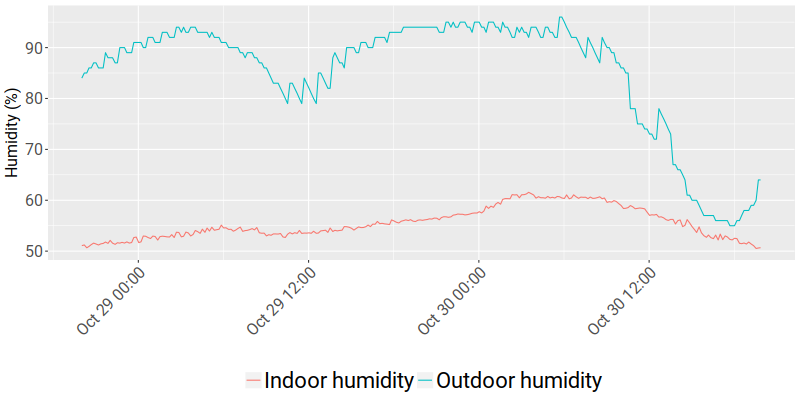 Humidity (%)
90
80
70
60
50
Oct 29 00:00
Oct 29 12:00
Oct 30 00:00
Oct 30 12:00
Indoor humidity Outdoor humidity